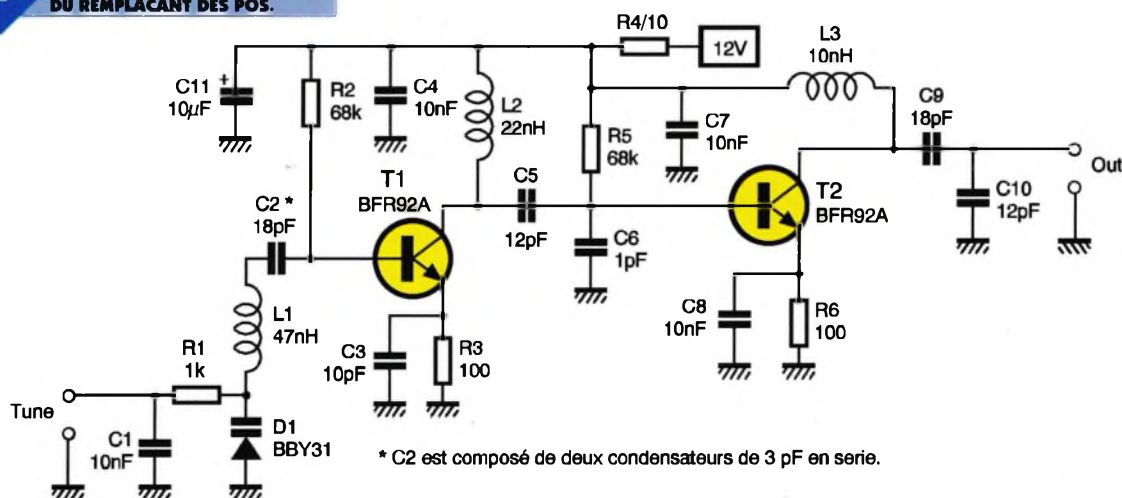 DU REMPLAÇANT DES POS.
R4/10
12V
L3
10nH
C11
+
10µF
R2
68k
C4
10nF
L2
22nH
R5
68k
C7
10nF
C9
18pF
Out
T1
BFR92A
C5
12pF
T2
BFR92A
C10
12pF
C2 *
18pF
C6
1pF
L1
47nH
C8
10nF
R6
100
R1
1k
C3
10pF
R3
100
Tune
C1
10nF
D1
BBY31
* C2 est composé de deux condensateurs de 3 pF en serie.